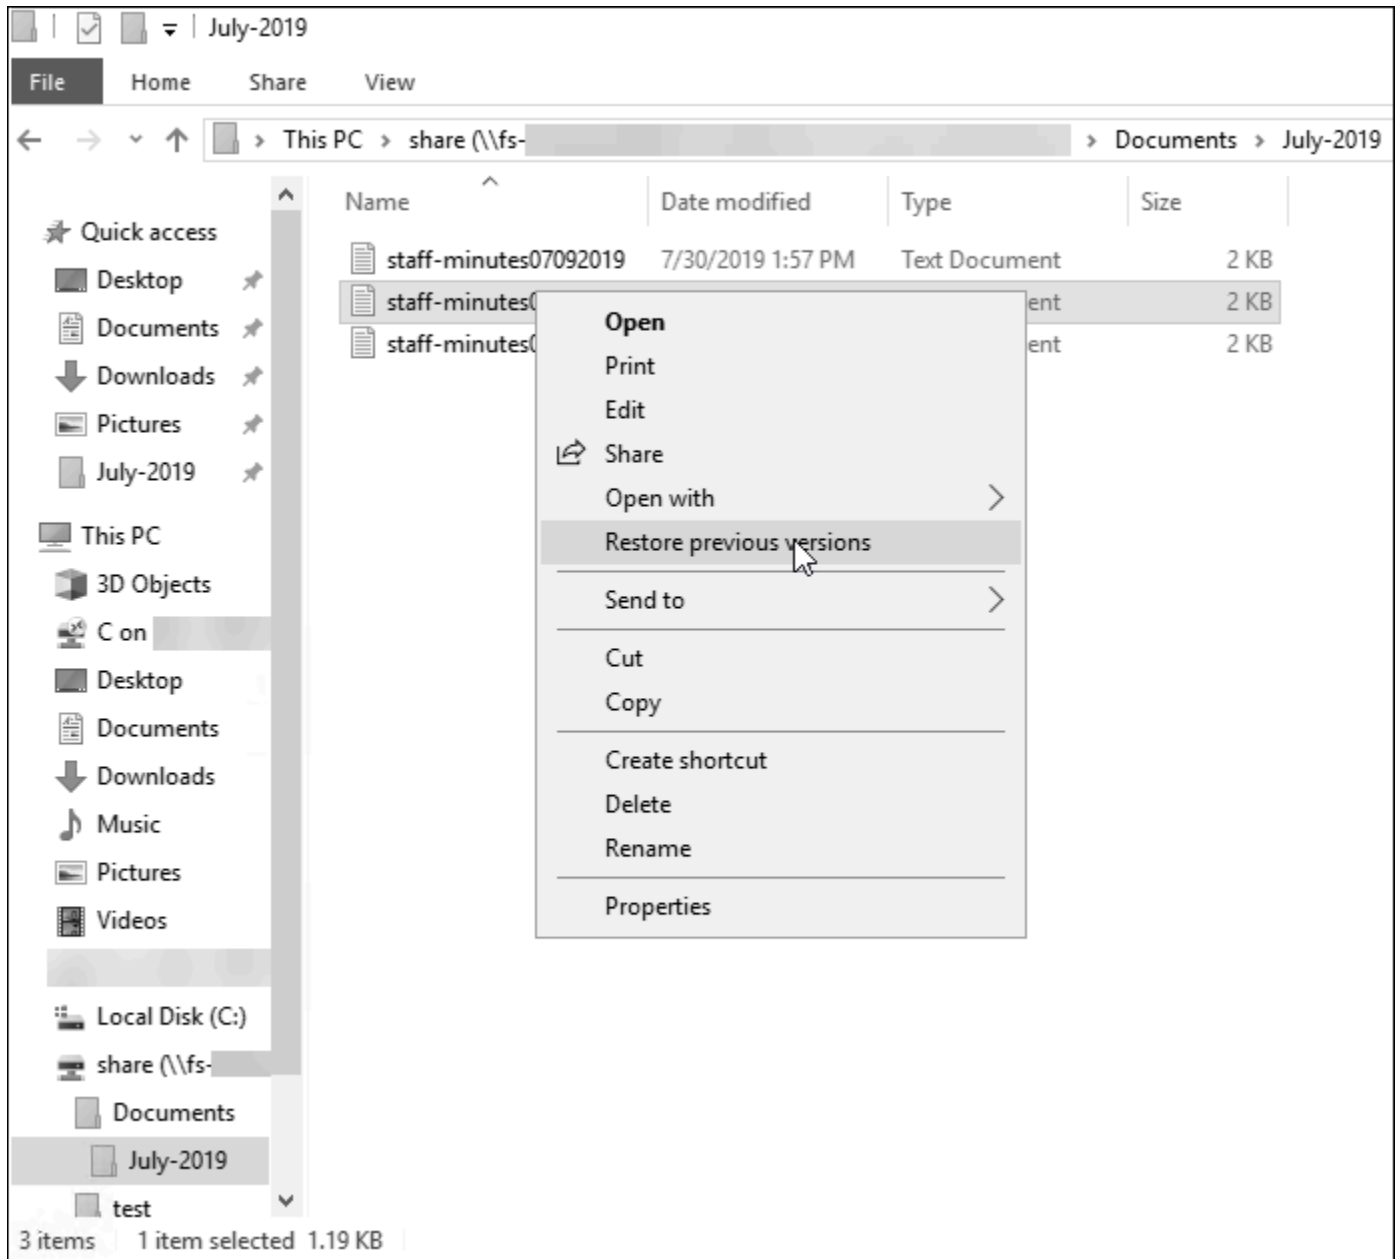 July-2019
File Home Share View
This PC > share (\\fs- > Documents > July-2019
Name Date modified Type Size
staff-minutes07092019 7/30/2019 1:57 PM Text Document 2 KB
staff-minutes0 ent 2 KB
staff-minutes0 ent 2 KB
Quick access
Desktop
Documents
Downloads
Pictures
July-2019
This PC
3D Objects
C on
Desktop
Documents
Downloads
Music
Pictures
Videos
Local Disk (C:)
share (\\fs-
Documents
July-2019
test
Open
Print
Edit
Share
Open with
Restore previous versions
Send to
Cut
Copy
Create shortcut
Delete
Rename
Properties
3 items 1 item selected 1.19 KB